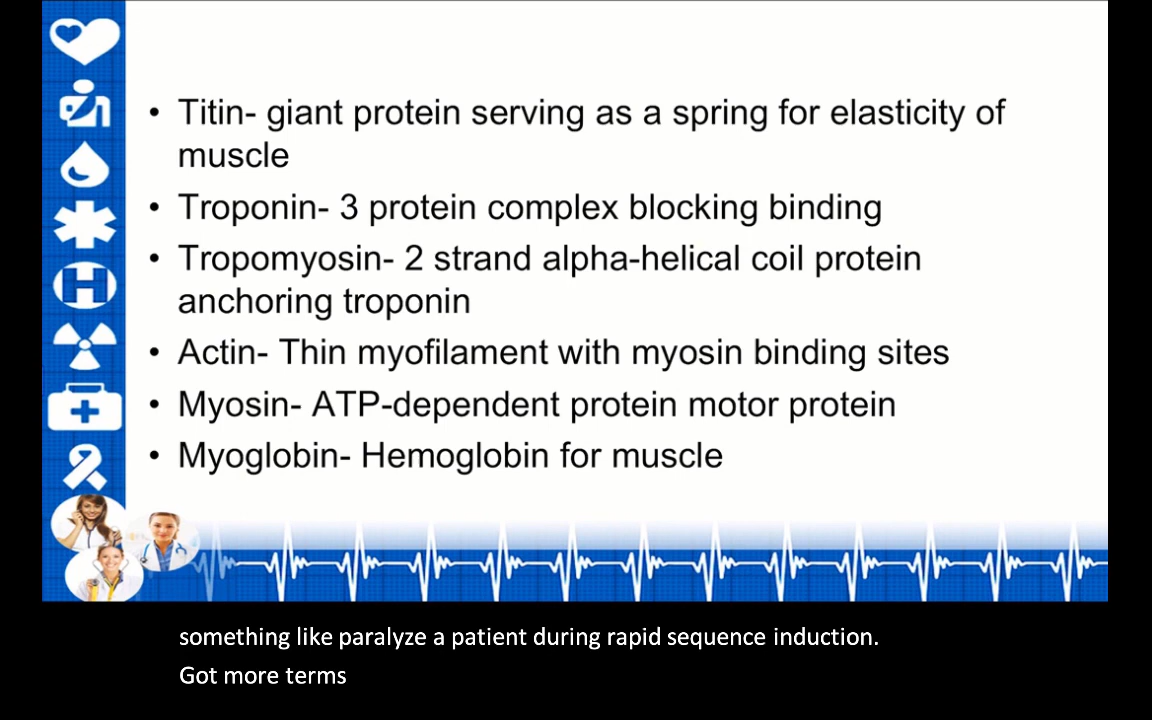 • Titin- giant protein serving as a spring for elasticity of
muscle
• Troponin- 3 protein complex blocking binding
• Tropomyosin- 2 strand alpha-helical coil protein
anchoring troponin
• Actin- Thin myofilament with myosin binding sites
• Myosin- ATP-dependent protein motor protein
• Myoglobin- Hemoglobin for muscle
H
something like paralyze a patient during rapid sequence induction.
Got more terms